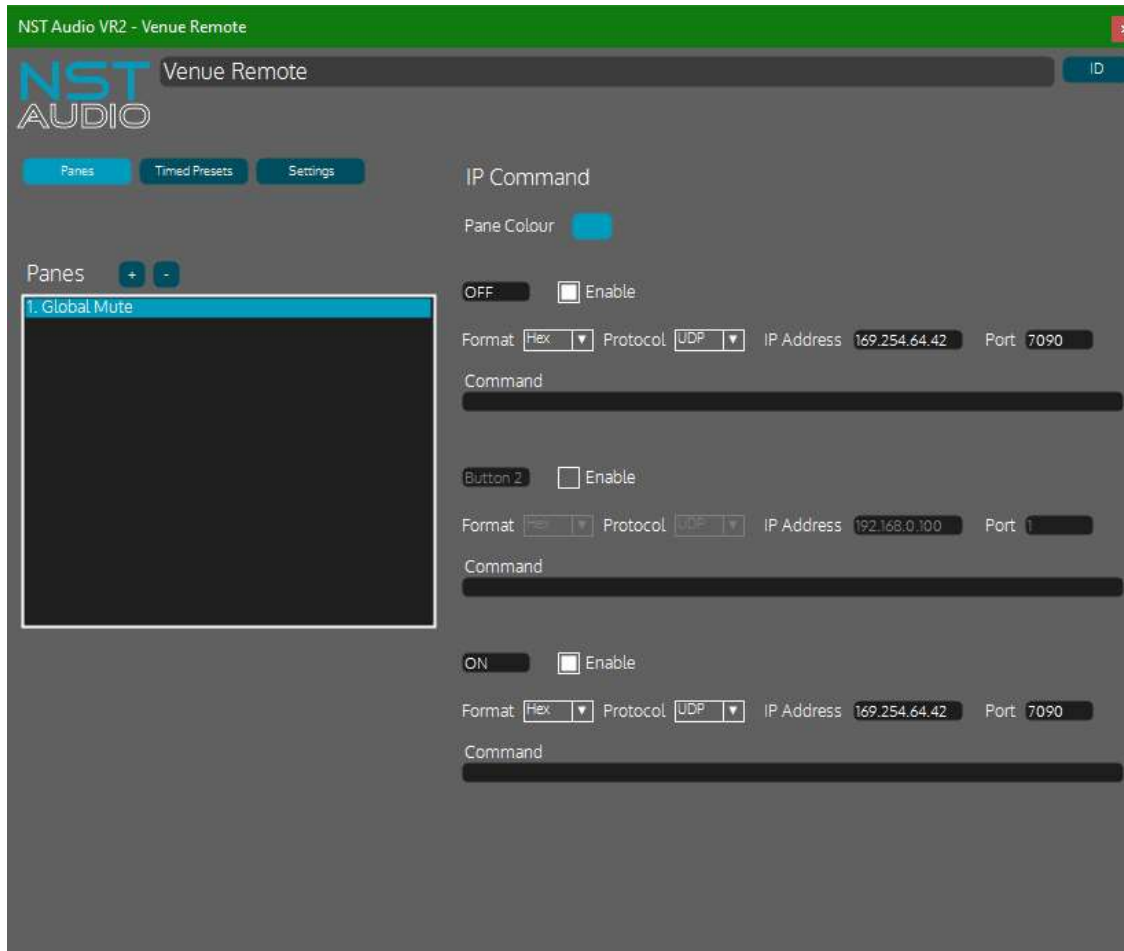 NST Audio VR2 - Venue Remote
NST
AUDIO
Venue Remote
ID
Panes
Timed Presets
Settings
IP Command
Pane Colour
Panes + -
1. Global Mute
OFF Enable
Format Hex Protocol UDP IP Address 169.254.64.42 Port 7090
Command
Button 2 Enable
Format Hex Protocol UDP IP Address 192.168.0.100 Port 1
Command
ON Enable
Format Hex Protocol UDP IP Address 169.254.64.42 Port 7090
Command